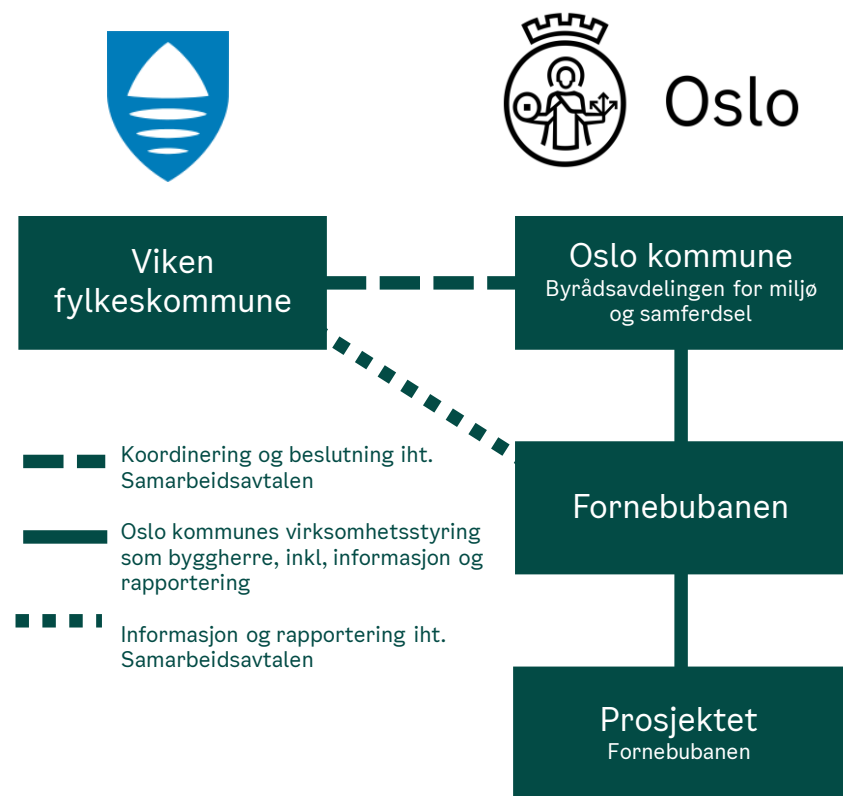 Oslo
Viken
fylkeskommune
Oslo kommune
Byrådsavdelingen for miljø
og samferdsel
Koordinering og beslutning iht.
Samarbeidsavtalen
Fornebubanen
Oslo kommunes virksomhetsstyring
som byggherre, inkl, informasjon og
rapportering
Informasjon og rapportering iht.
Samarbeidsavtalen
Prosjektet
Fornebubanen